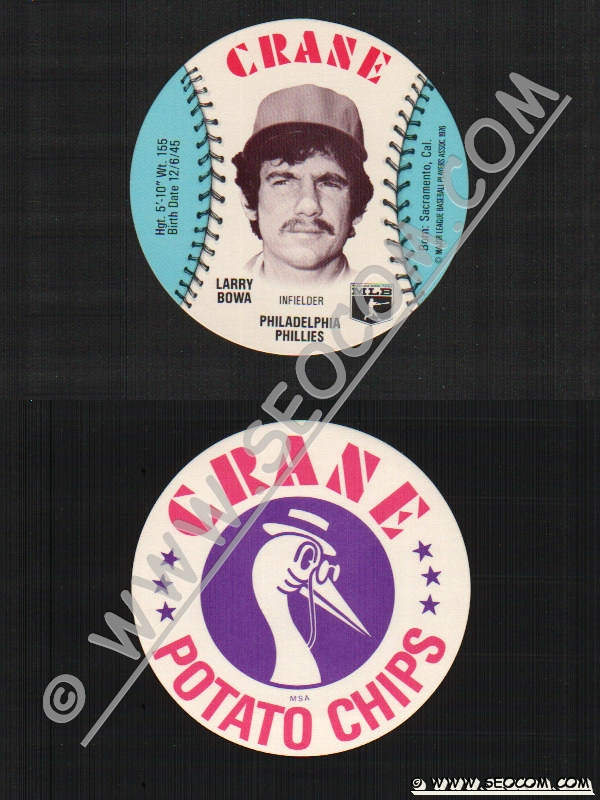 CRANE
Hgt. 5'-10" Wt. 155
Birth Date 12/6/45
Born: Sacramento, Cal.
© MAJOR LEAGUE BASEBALL PLAYERS ASSOC. 1976
LARRY
BOWA
INFIELDER
MLB
PHILADELPHIA
PHILLIES
CRANE
MSA
POTATO CHIPS
© WWW.SEOCOM.COM
© WWW.SEOCOM.COM